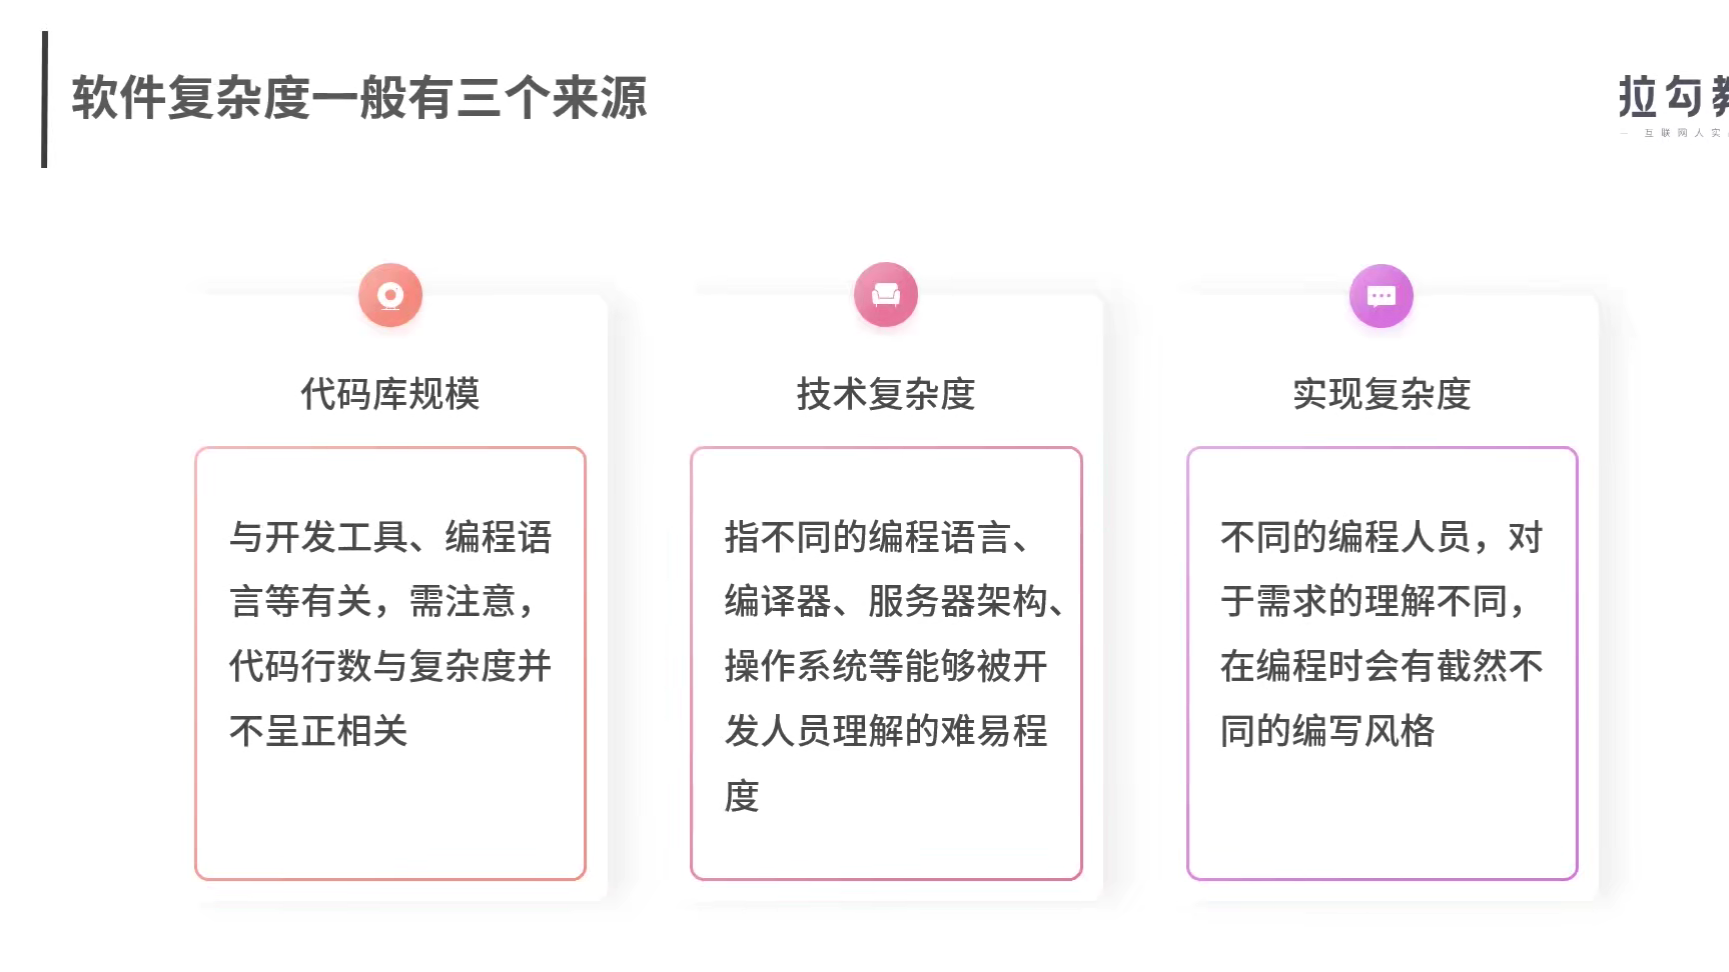 软件复杂度一般有三个来源
拉勾
互联网人实
代码库规模
与开发工具、编程语
言等有关，需注意，
代码行数与复杂度并
不呈正相关
技术复杂度
指不同的编程语言、
编译器、服务器架构、
操作系统等能够被开
发人员理解的难易程
度
实现复杂度
不同的编程人员，对
于需求的理解不同，
在编程时会有截然不
同的编写风格